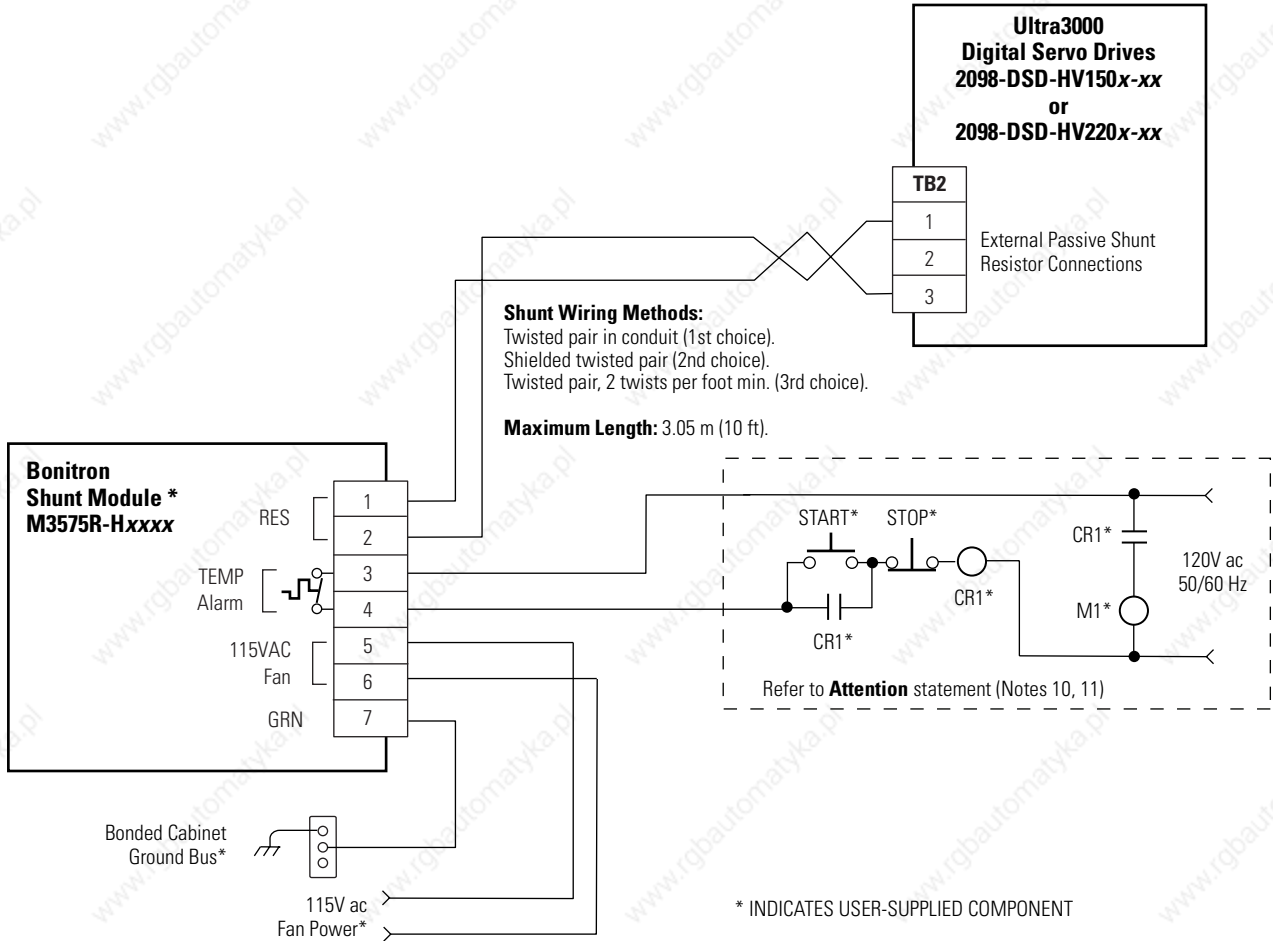 Ultra3000
Digital Servo Drives
2098-DSD-HV150x-xx
or
2098-DSD-HV220x-xx
TB2
1
2
3
External Passive Shunt
Resistor Connections
Shunt Wiring Methods:
Twisted pair in conduit (1st choice).
Shielded twisted pair (2nd choice).
Twisted pair, 2 twists per foot min. (3rd choice).
Maximum Length: 3.05 m (10 ft).
Bonitron
Shunt Module *
M3575R-Hxxxx
RES
TEMP
Alarm
115VAC
Fan
GRN
1
2
3
4
5
6
7
START*
STOP*
CR1*
CR1*
CR1*
M1*
120V ac
50/60 Hz
Refer to Attention statement (Notes 10, 11)
Bonded Cabinet
Ground Bus*
115V ac
Fan Power*
* INDICATES USER-SUPPLIED COMPONENT
www.rgbautomatyka.pl